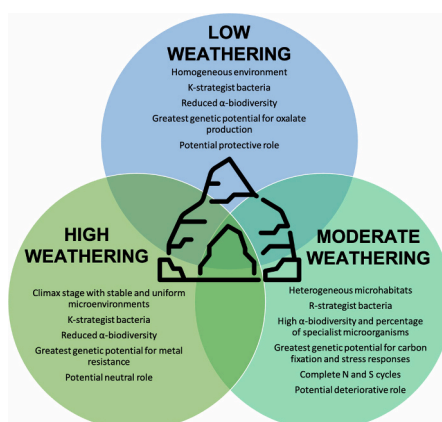 LOW
WEATHERING
Homogeneous environment
K-strategist bacteria
Reduced α-biodiversity
Greatest genetic potential for oxalate
production
Potential protective role
HIGH
WEATHERING
Climax stage with stable and uniform
microenvironments
K-strategist bacteria
Reduced α-biodiversity
Greatest genetic potential for metal
resistance
Potential neutral role
MODERATE
WEATHERING
Heterogeneous microhabitats
R-strategist bacteria
High α-biodiversity and percentage
of specialist microorganisms
Greatest genetic potential for carbon
fixation and stress responses
Complete N and S cycles
Potential deteriorative role